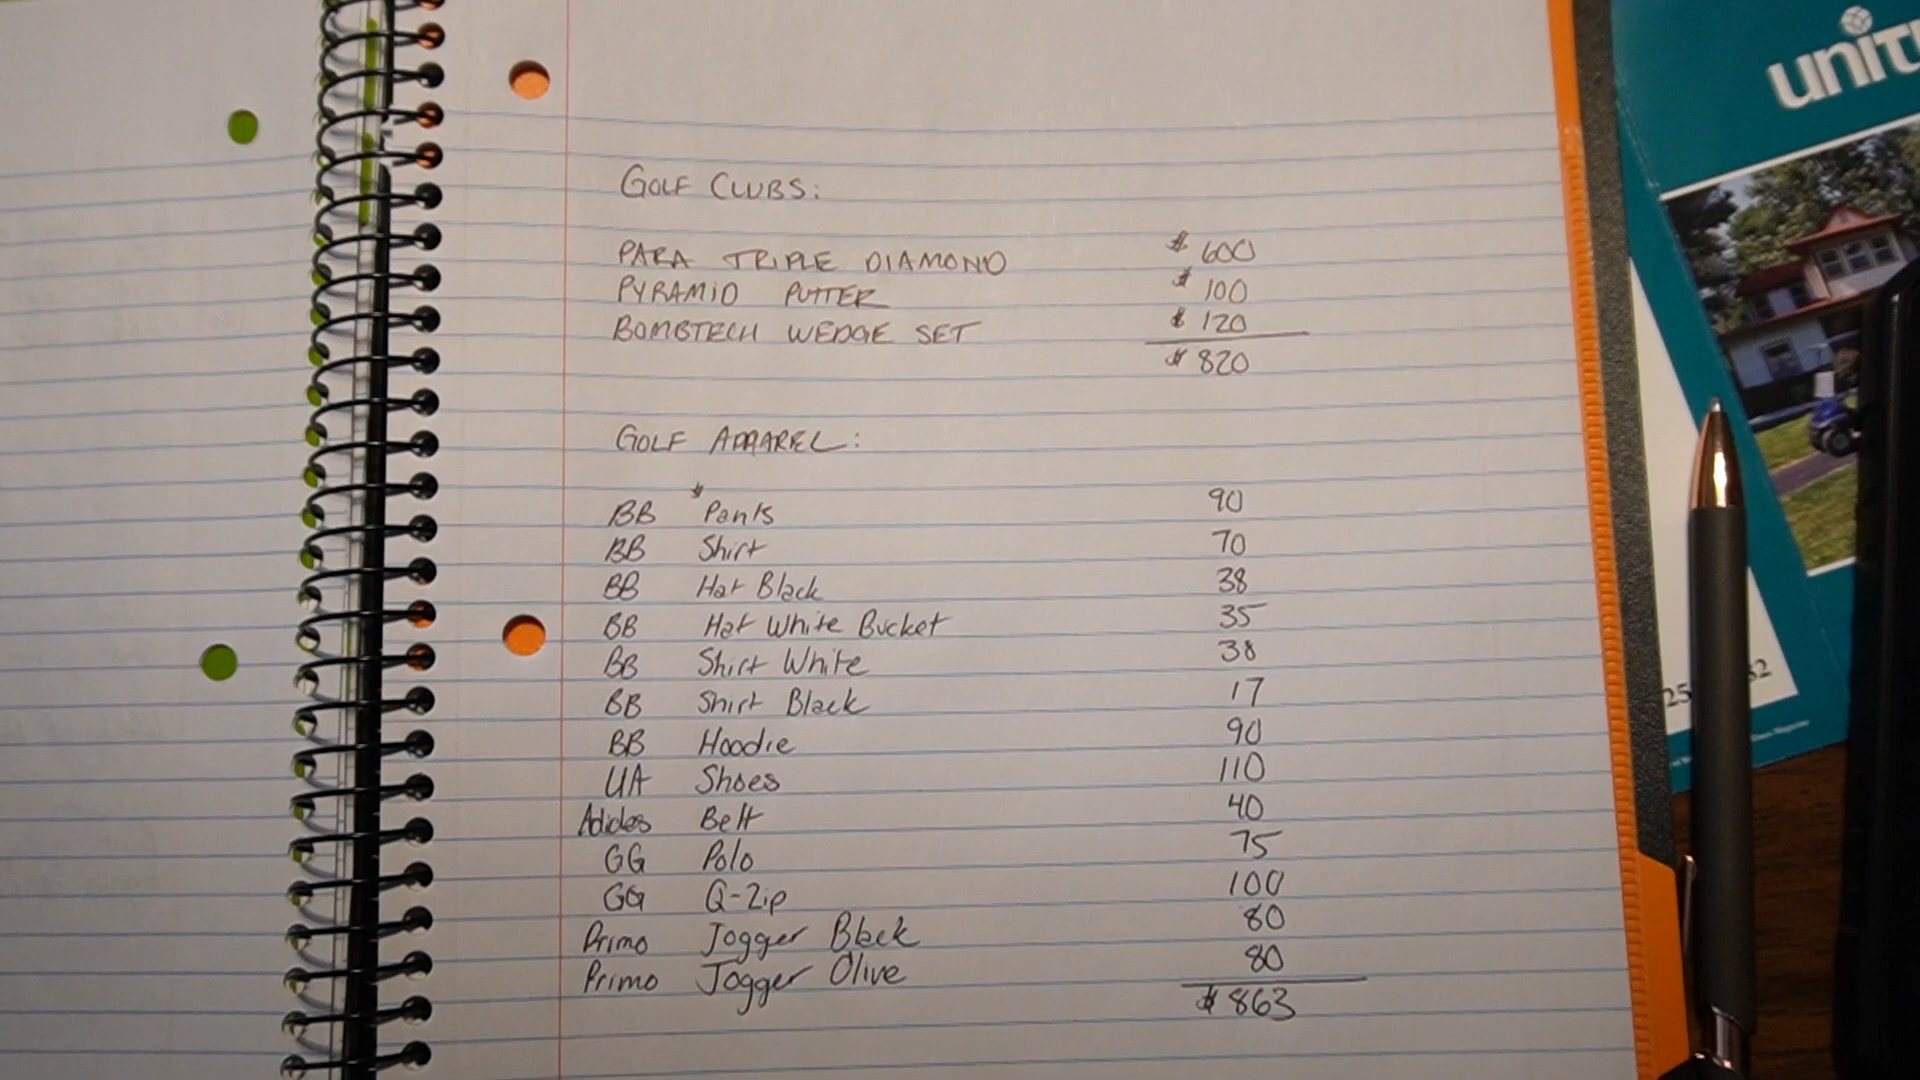 GOLF CLUBS:
PARA TRIPLE DIAMOND $ 600
PYRAMID PUTTER $ 100
BOMBTECH WEDGE SET $ 120
$ 820
GOLF APPAREL:
BB Pants 90
BB Shirt 70
BB Hat Black 38
BB Hat White Bucket 35
BB Shirt White 38
BB Shirt Black 17
BB Hoodie 90
UA Shoes 110
Adidas Belt 40
GG Polo 75
GG Q-Zip 100
Primo Jogger Black 80
Primo Jogger Olive 80
$ 863